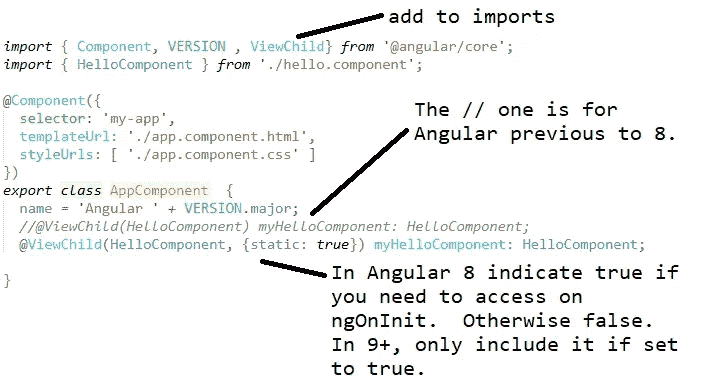 add to imports
import { Component, VERSION , ViewChild} from '@angular/core';
import { HelloComponent } from './hello.component';
@Component({
selector: 'my-app',
templateUrl: './app.component.html',
styleUrls: [ './app.component.css' ]
})
The // one is for
Angular previous to 8.
export class AppComponent  {
name = 'Angular ' + VERSION.major;
//@ViewChild(HelloComponent) myHelloComponent: HelloComponent;
@ViewChild(HelloComponent, {static: true}) myHelloComponent: HelloComponent;
}
In Angular 8 indicate true if
you need to access on
ngOnInit.  Otherwise false.
In 9+, only include it if set
to true.